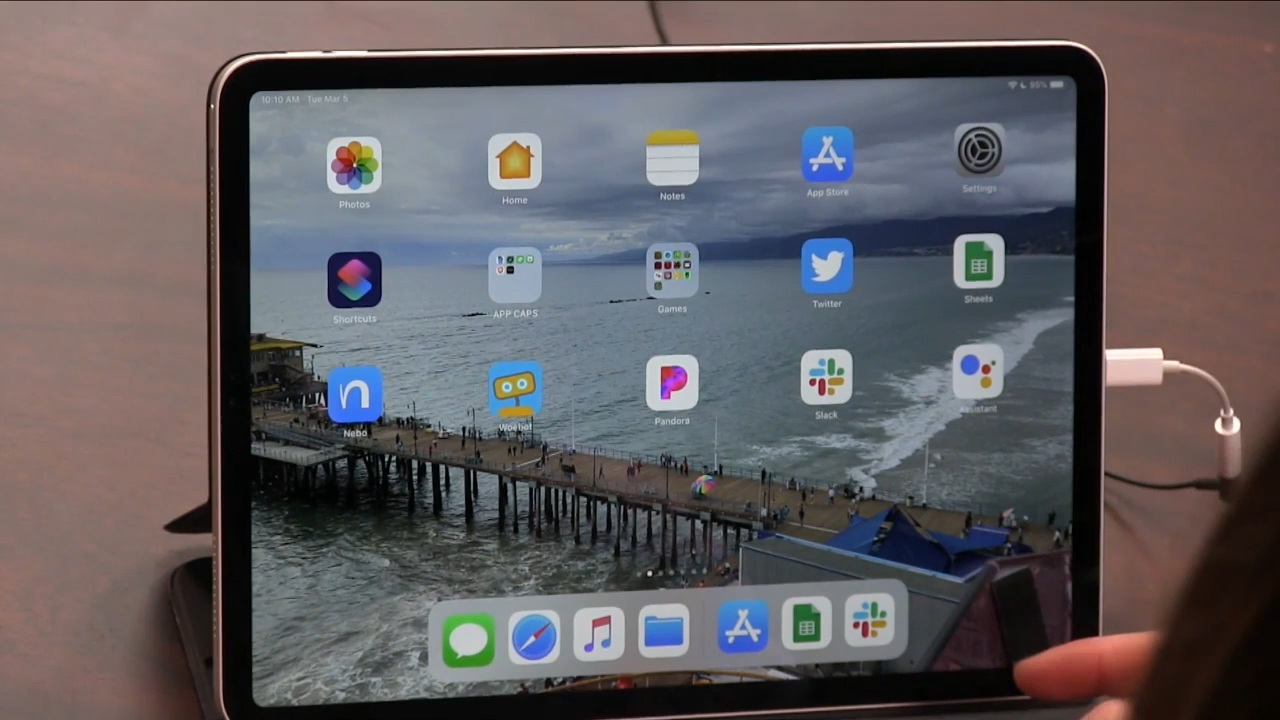 10:10 AM Tue Mar 5
95%
Photos
Home
Notes
App Store
Settings
Shortcuts
APP CAPS
Games
Twitter
Sheets
Nebo
Woebot
Pandora
Slack
Assistant